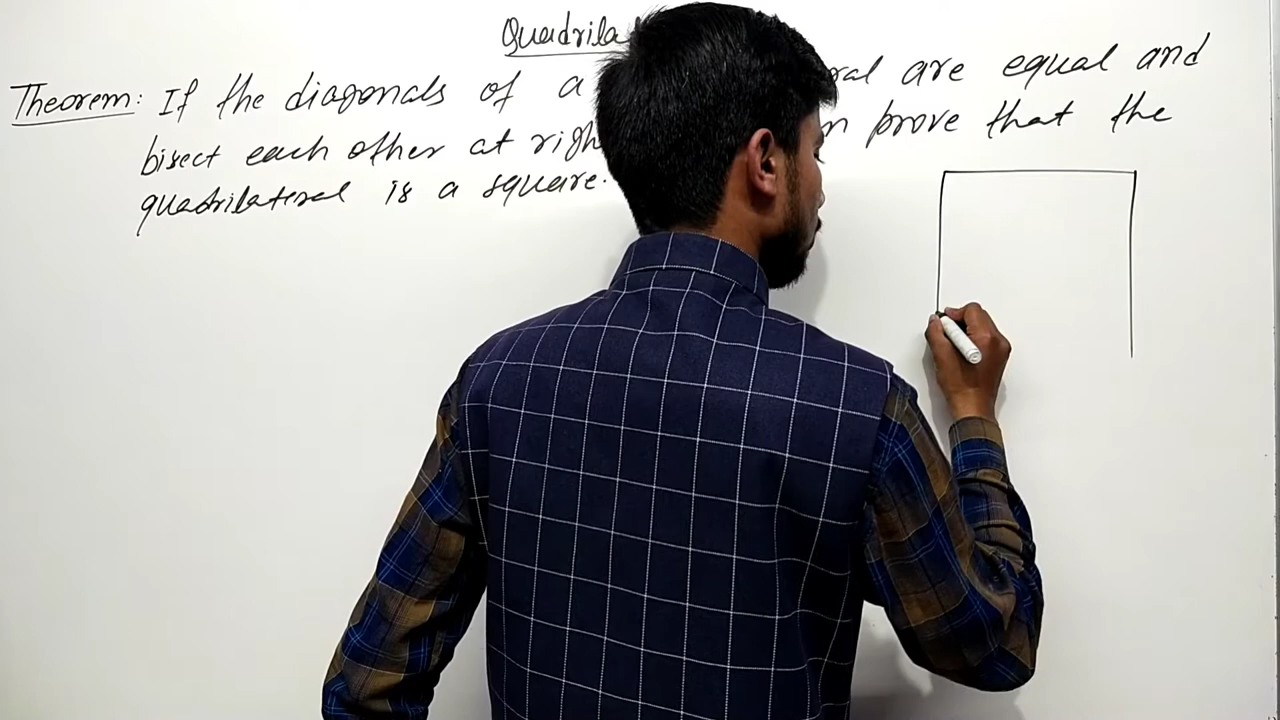 Quadrila
Theorem: If the diagonals of a ral are equal and
bisect each other at righ n prove that the
quadrilateral is a square.